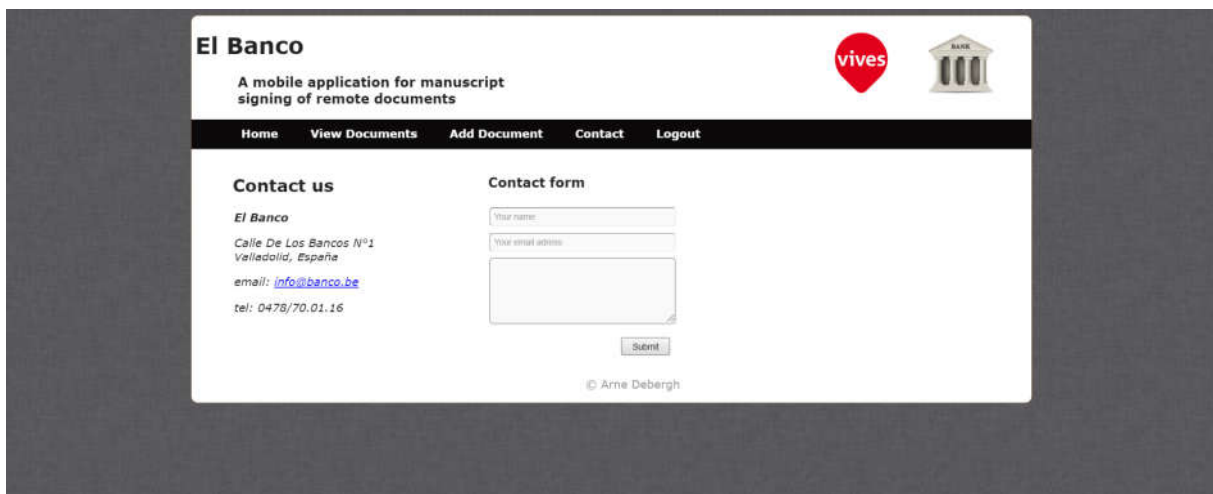 El Banco
A mobile application for manuscript
signing of remote documents
vives
BANK
Home View Documents Add Document Contact Logout
Contact us
El Banco
Calle De Los Bancos Nº1
Valladolid, España
email: info@banco.be
tel: 0478/70.01.16
Contact form
Your name
Your email adress
Submit
© Arne Debergh